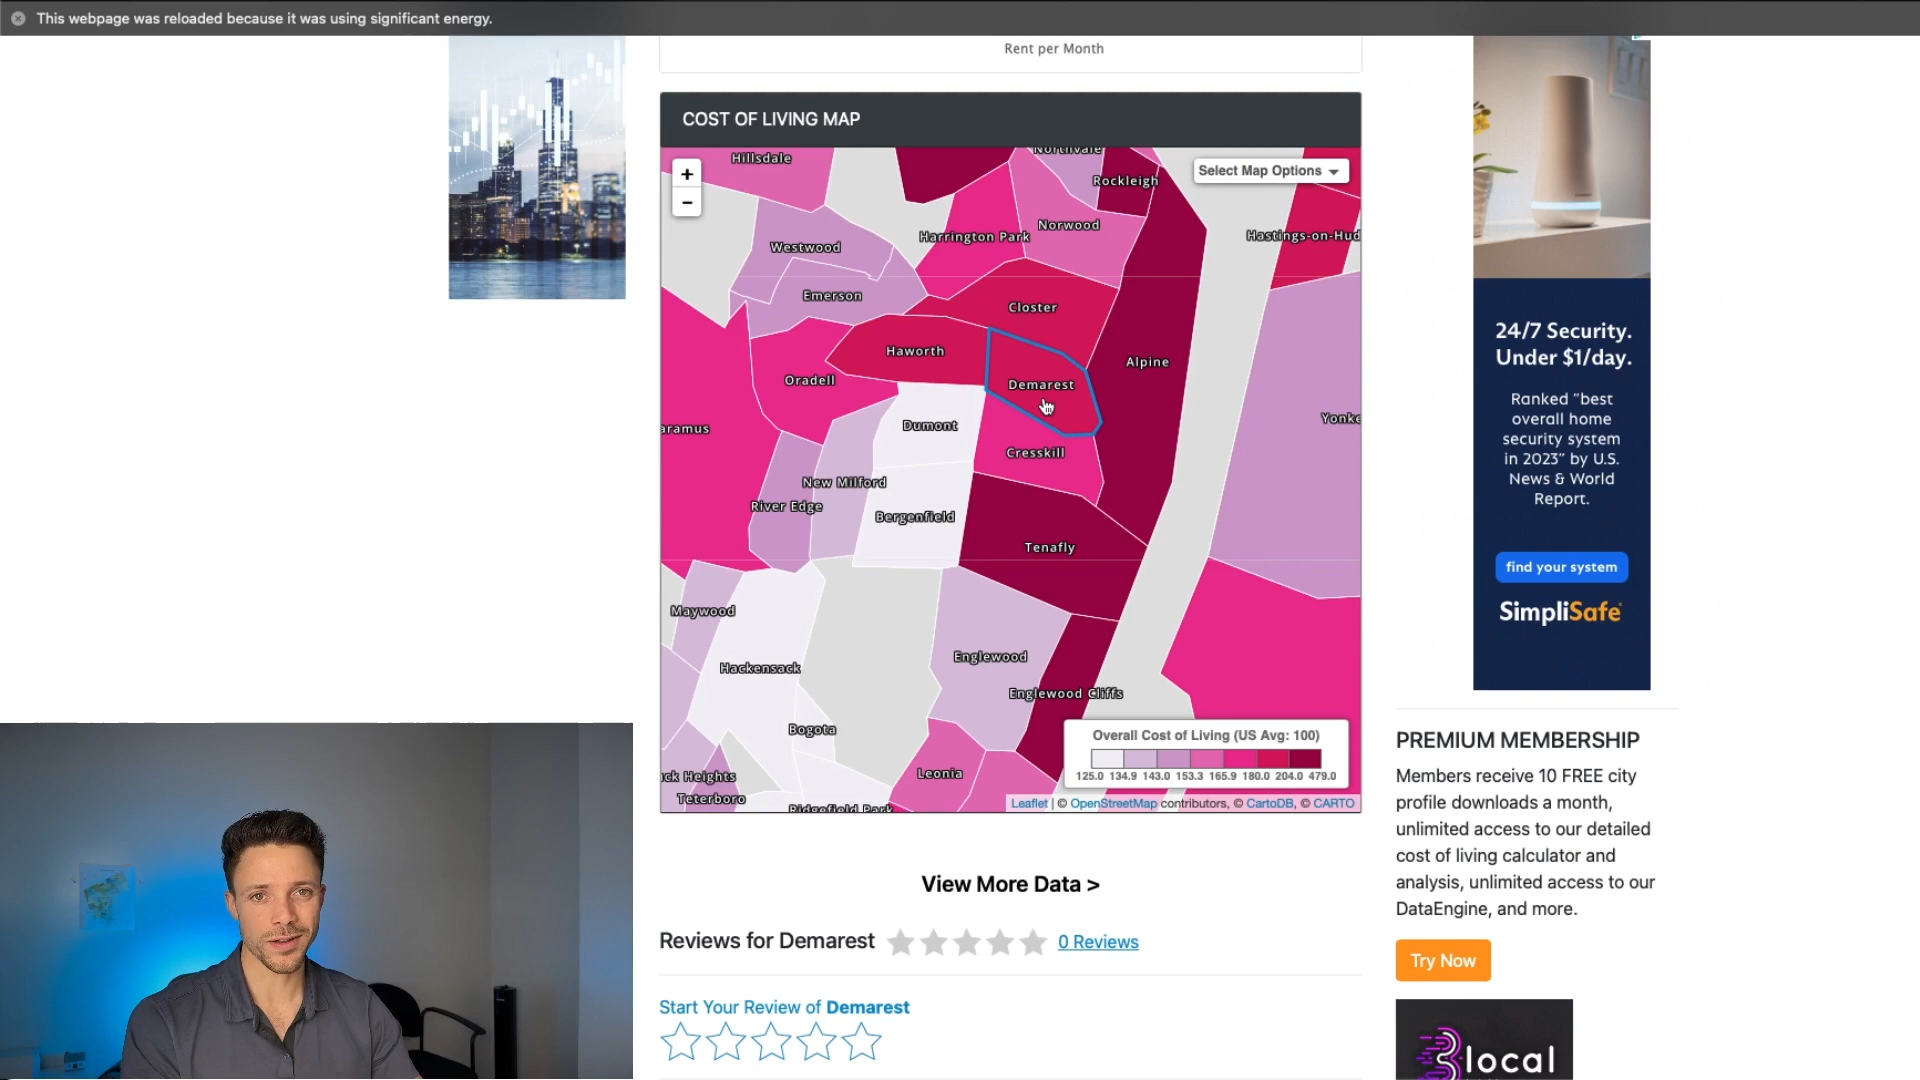 This webpage was reloaded because it was using significant energy.
Rent per Month
COST OF LIVING MAP
+
-
Select Map Options
Hillsdale
Northvale
Rockleigh
Norwood
Harrington Park
Hastings-on-Hud
Westwood
Emerson
Closter
Haworth
Alpine
Oradell
Demarest
Yonke
Dumont
aramus
Cresskill
New Milford
River Edge
Bergenfield
Tenafly
Maywood
Englewood
Hackensack
Englewood Cliffs
Bogota
Leonia
ck Heights
Teterboro
Ridgefield Park
Overall Cost of Living (US Avg: 100)
125.0 134.9 143.0 153.3 165.9 180.0 204.0 479.0
Leaflet | © OpenStreetMap contributors, © CartoDB, © CARTO
View More Data >
Reviews for Demarest
0 Reviews
Start Your Review of Demarest
24/7 Security.
Under $1/day.
Ranked “best
overall home
security system
in 2023” by U.S.
News & World
Report.
find your system
SimpliSafe
PREMIUM MEMBERSHIP
Members receive 10 FREE city
profile downloads a month,
unlimited access to our detailed
cost of living calculator and
analysis, unlimited access to our
DataEngine, and more.
Try Now
local